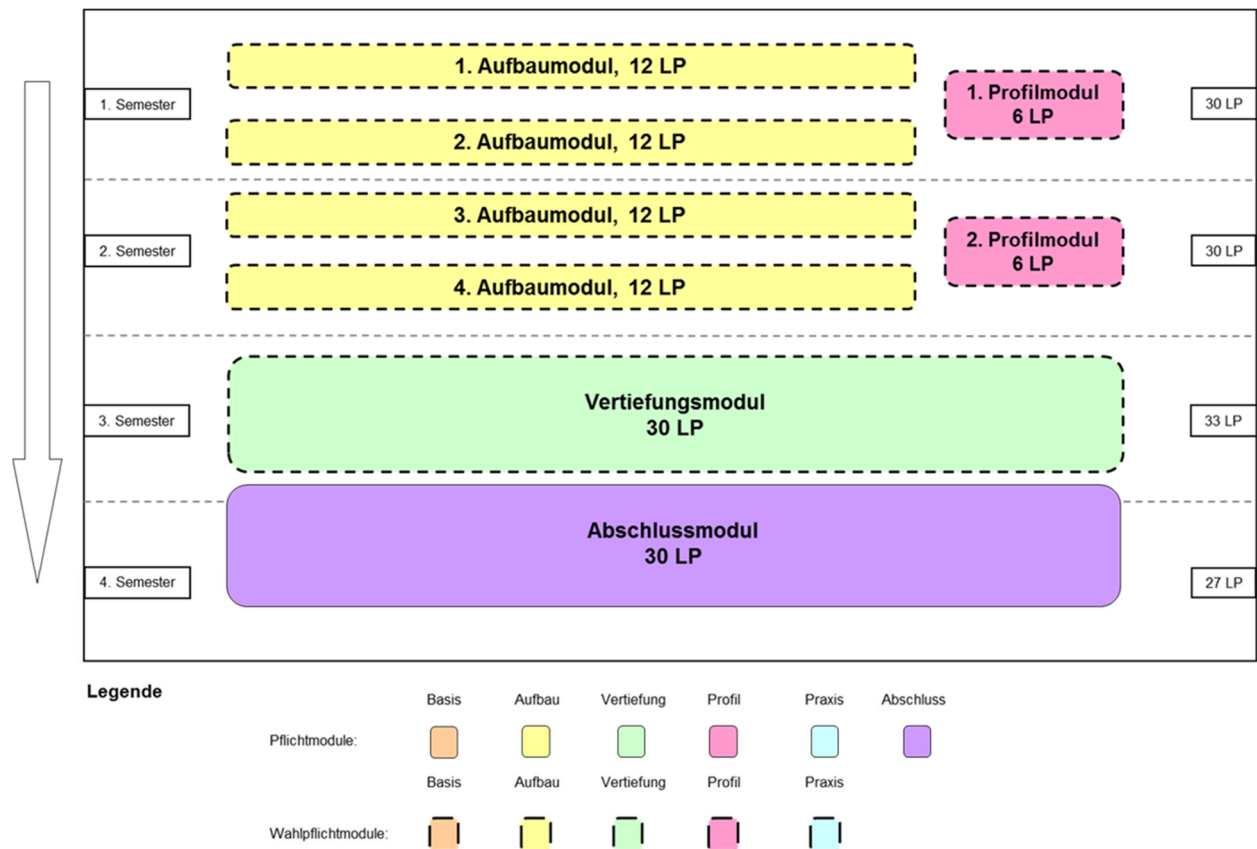 1. Aufbaumodul, 12 LP
1. Semester
1. Profilmodul
6 LP
30 LP
2. Aufbaumodul, 12 LP
3. Aufbaumodul, 12 LP
2. Semester
2. Profilmodul
6 LP
30 LP
4. Aufbaumodul, 12 LP
Vertiefungsmodul
30 LP
3. Semester
33 LP
Abschlussmodul
30 LP
4. Semester
27 LP
Legende
Basis Aufbau Vertiefung Profil Praxis Abschluss
Pflichtmodule:
Basis Aufbau Vertiefung Profil Praxis
Wahlpflichtmodule: